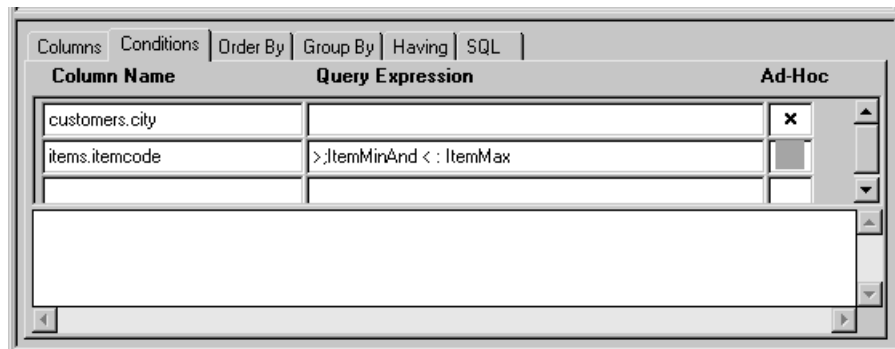 Columns Conditions Order By Group By Having SQL
Column Name Query Expression Ad-Hoc
customers.city x
items.itemcode >;ItemMinAnd < : ItemMax